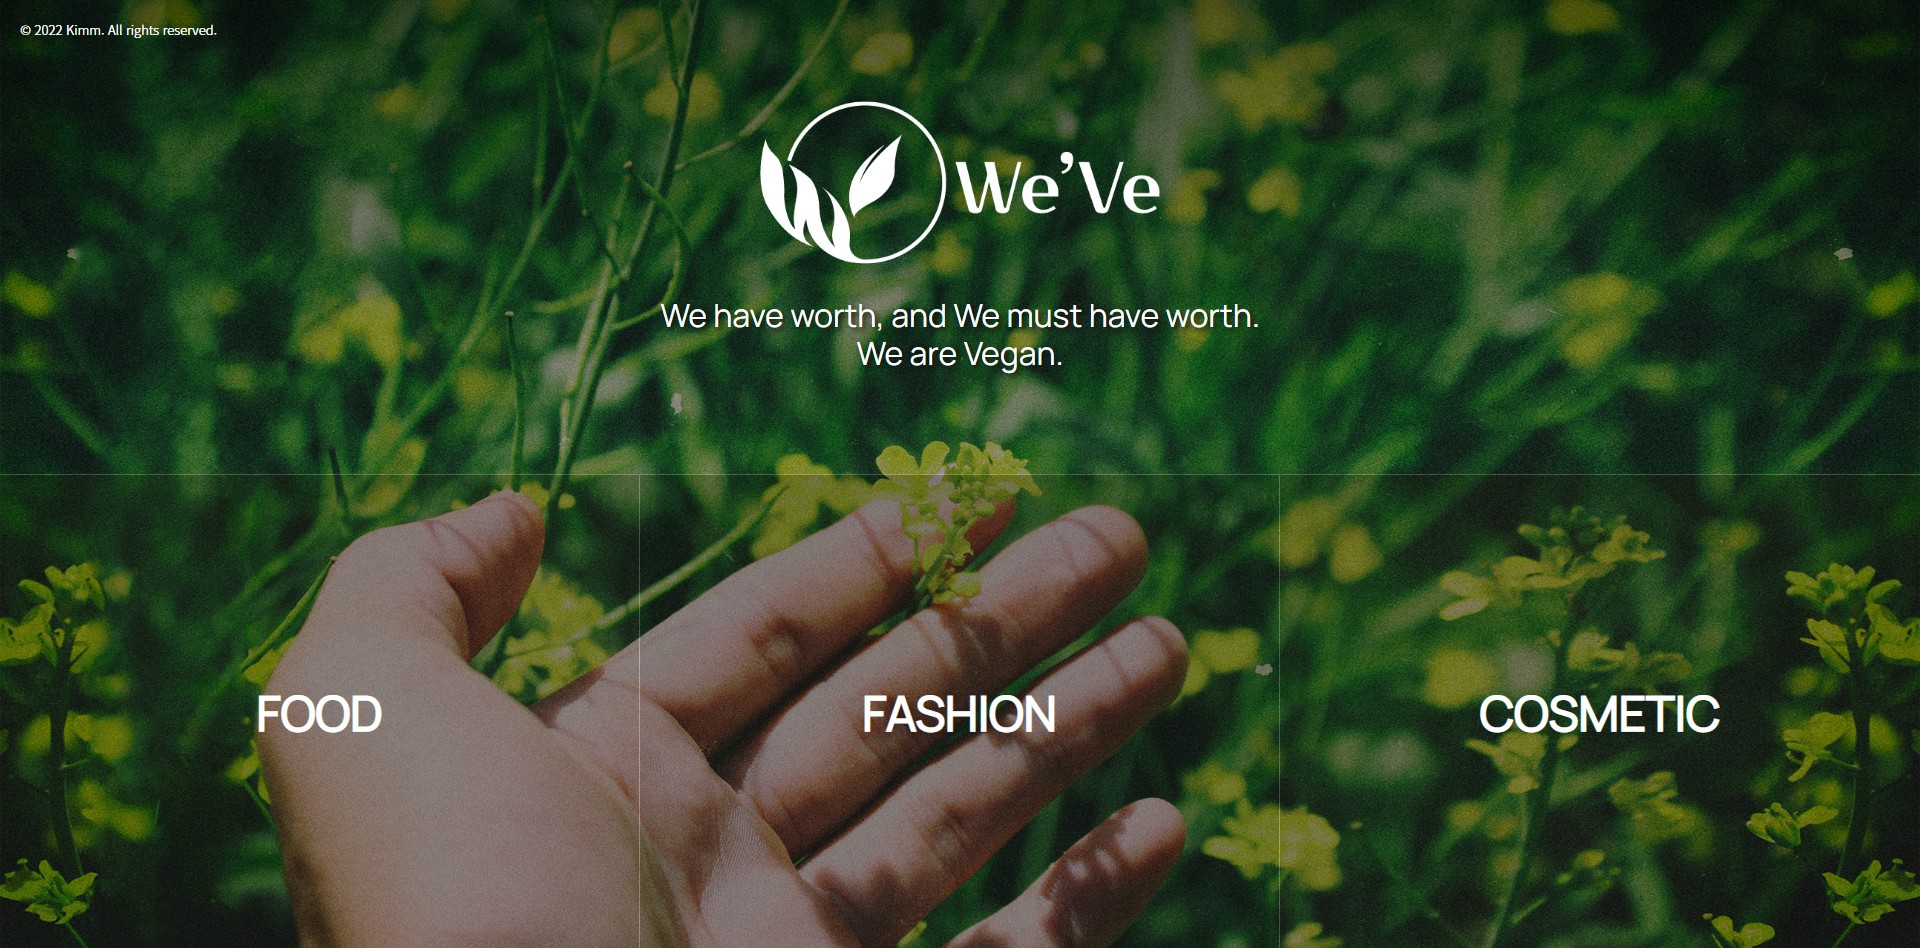 © 2022 Kimm. All rights reserved.
We’Ve
We have worth, and We must have worth.
We are Vegan.
FOOD
FASHION
COSMETIC